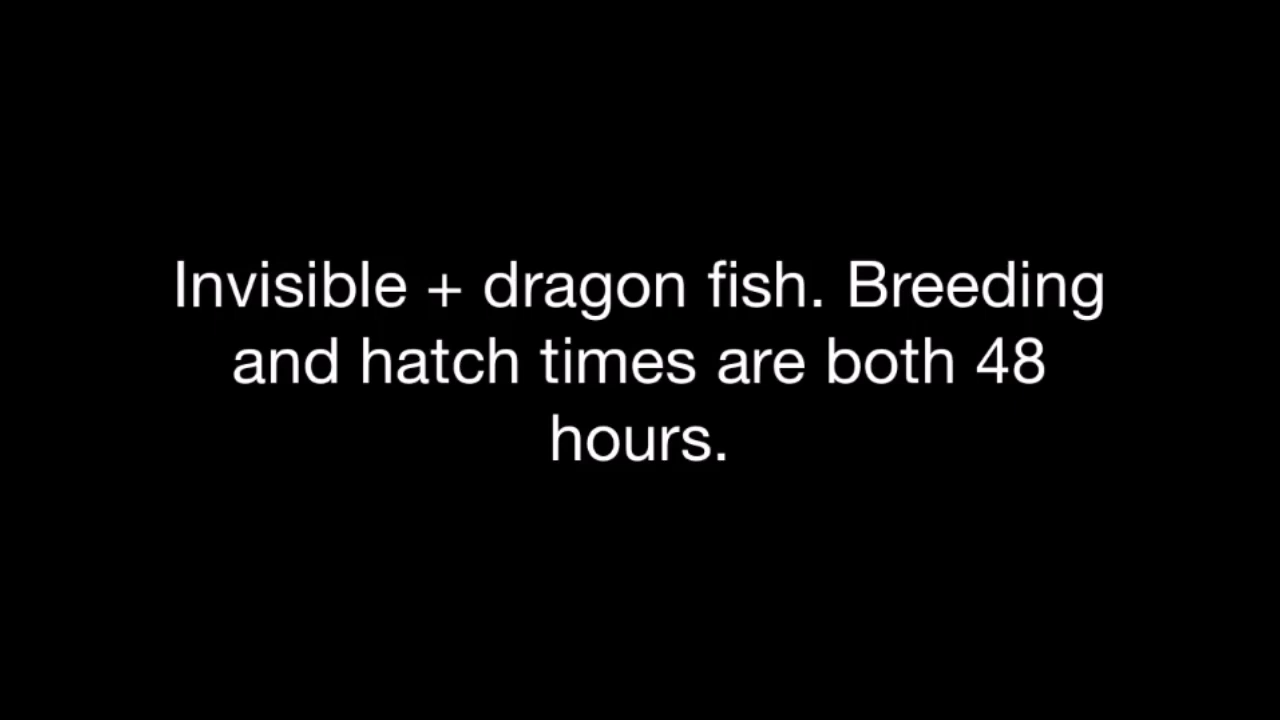 Invisible + dragon fish. Breeding
and hatch times are both 48
hours.